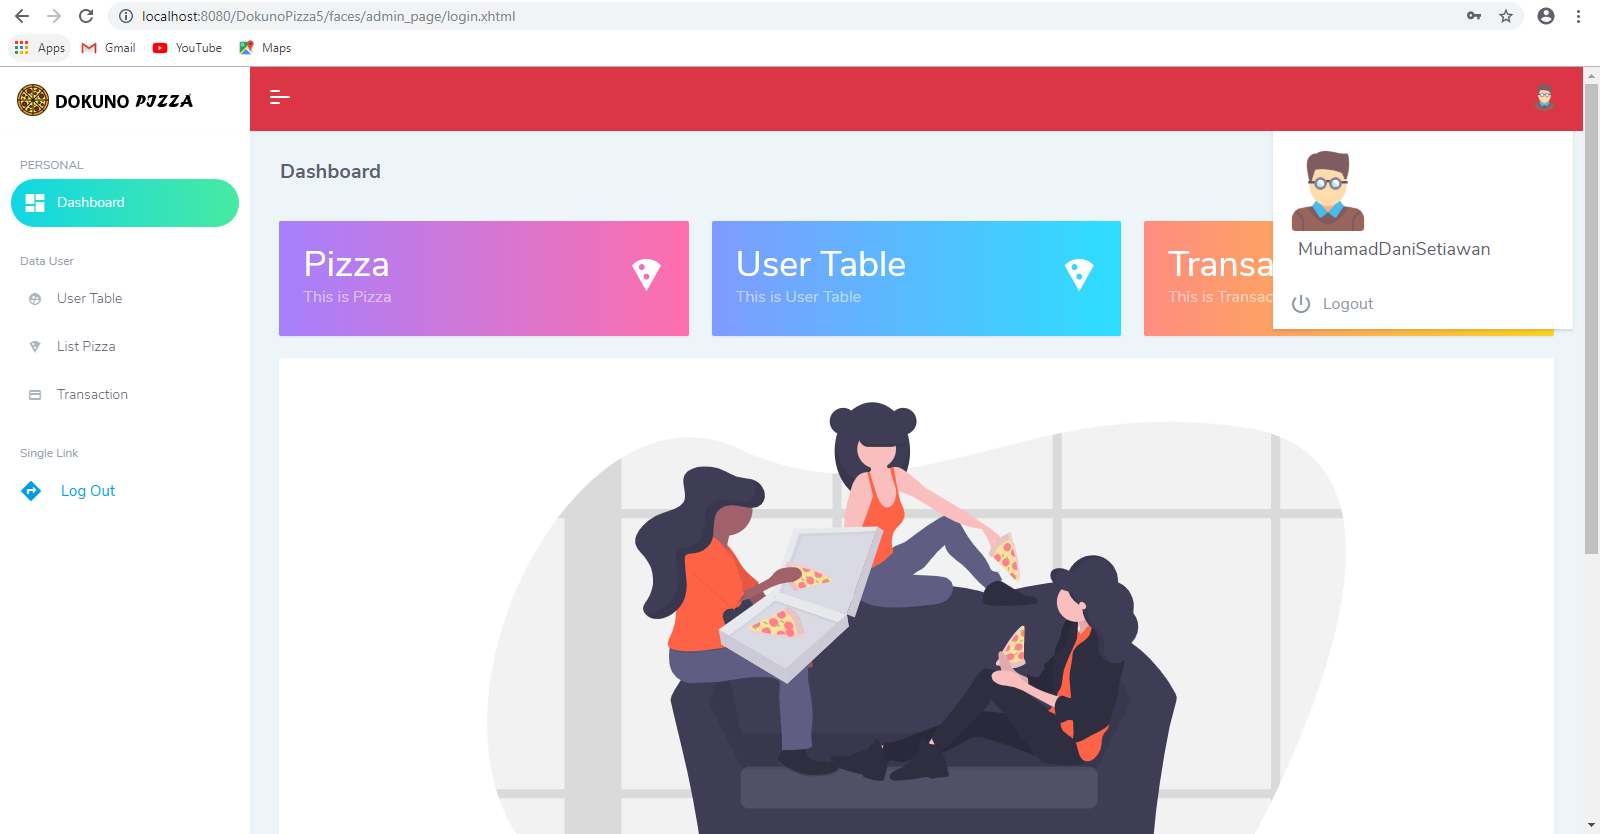 localhost:8080/DokunoPizza5/faces/admin_page/login.xhtml
Apps Gmail YouTube Maps
DOKUNO PIZZA
PERSONAL
Dashboard
Data User
User Table
List Pizza
Transaction
Single Link
Log Out
Dashboard
Pizza
This is Pizza
User Table
This is User Table
Transa
This is Transac
MuhamadDaniSetiawan
Logout